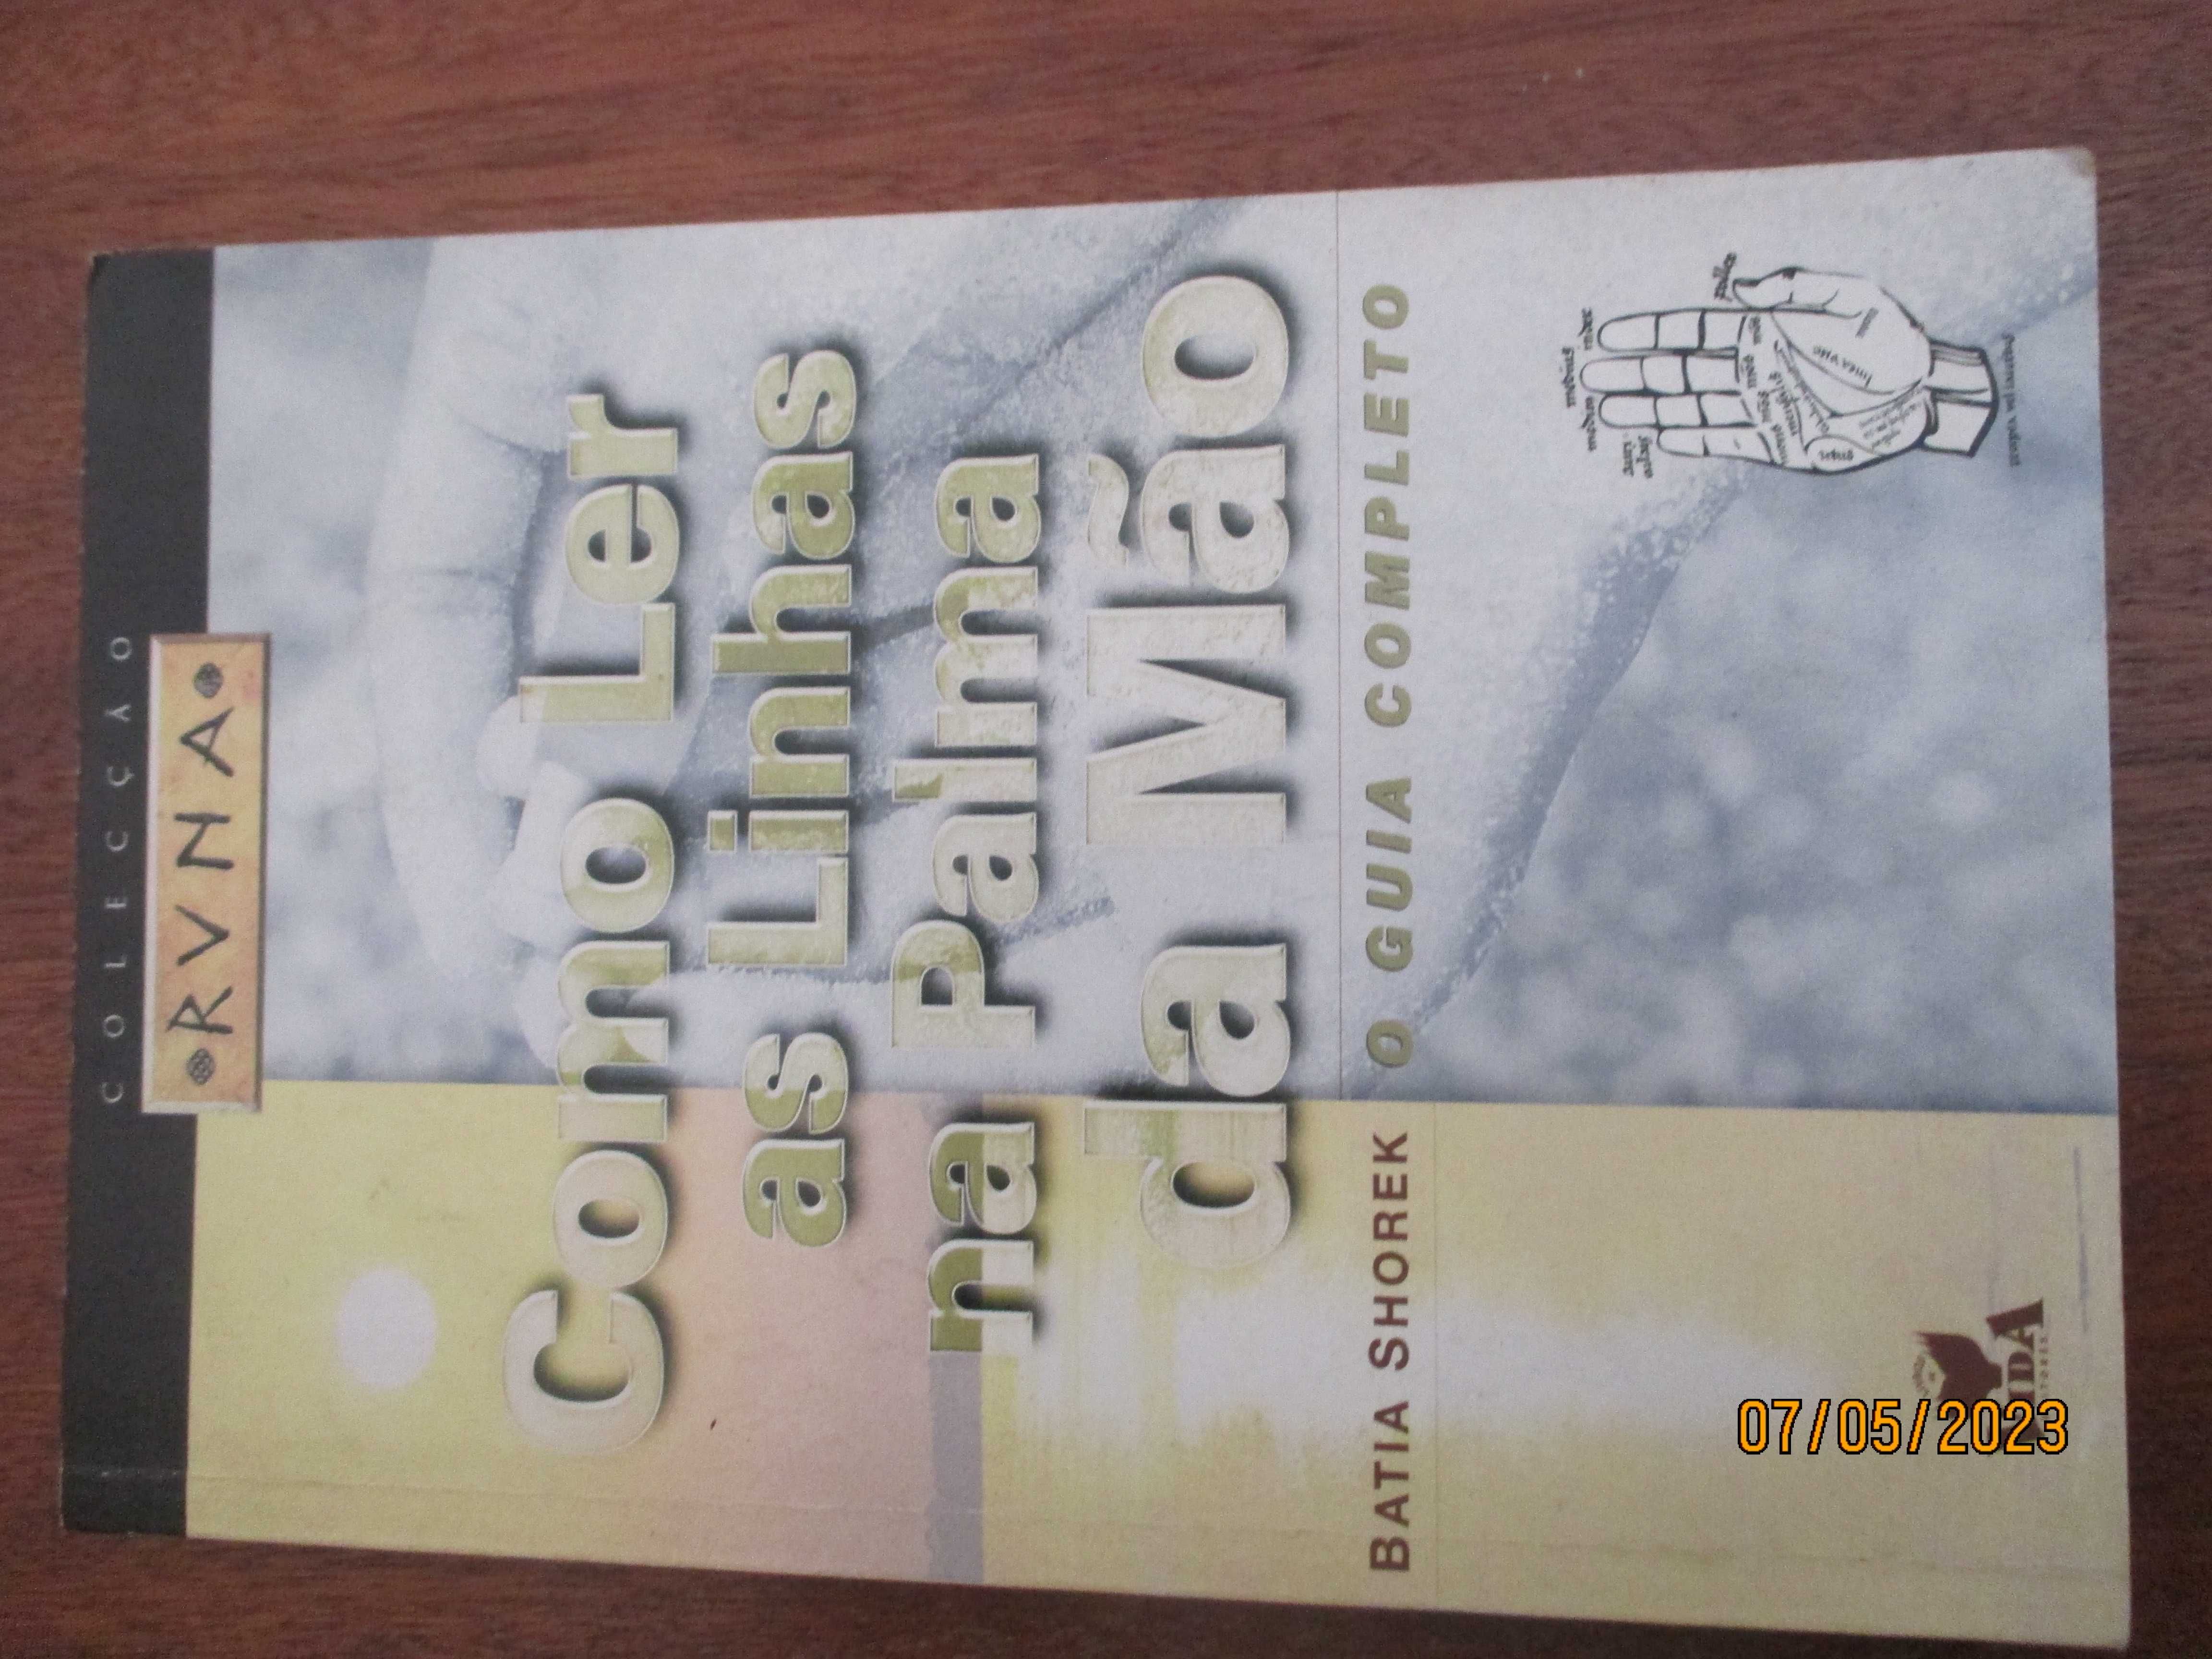 COLECÇÃO
RVNA
Como Ler
as Linhas
na Palma
da Mão
BATIA SHOREK O GUIA COMPLETO
07/05/2023